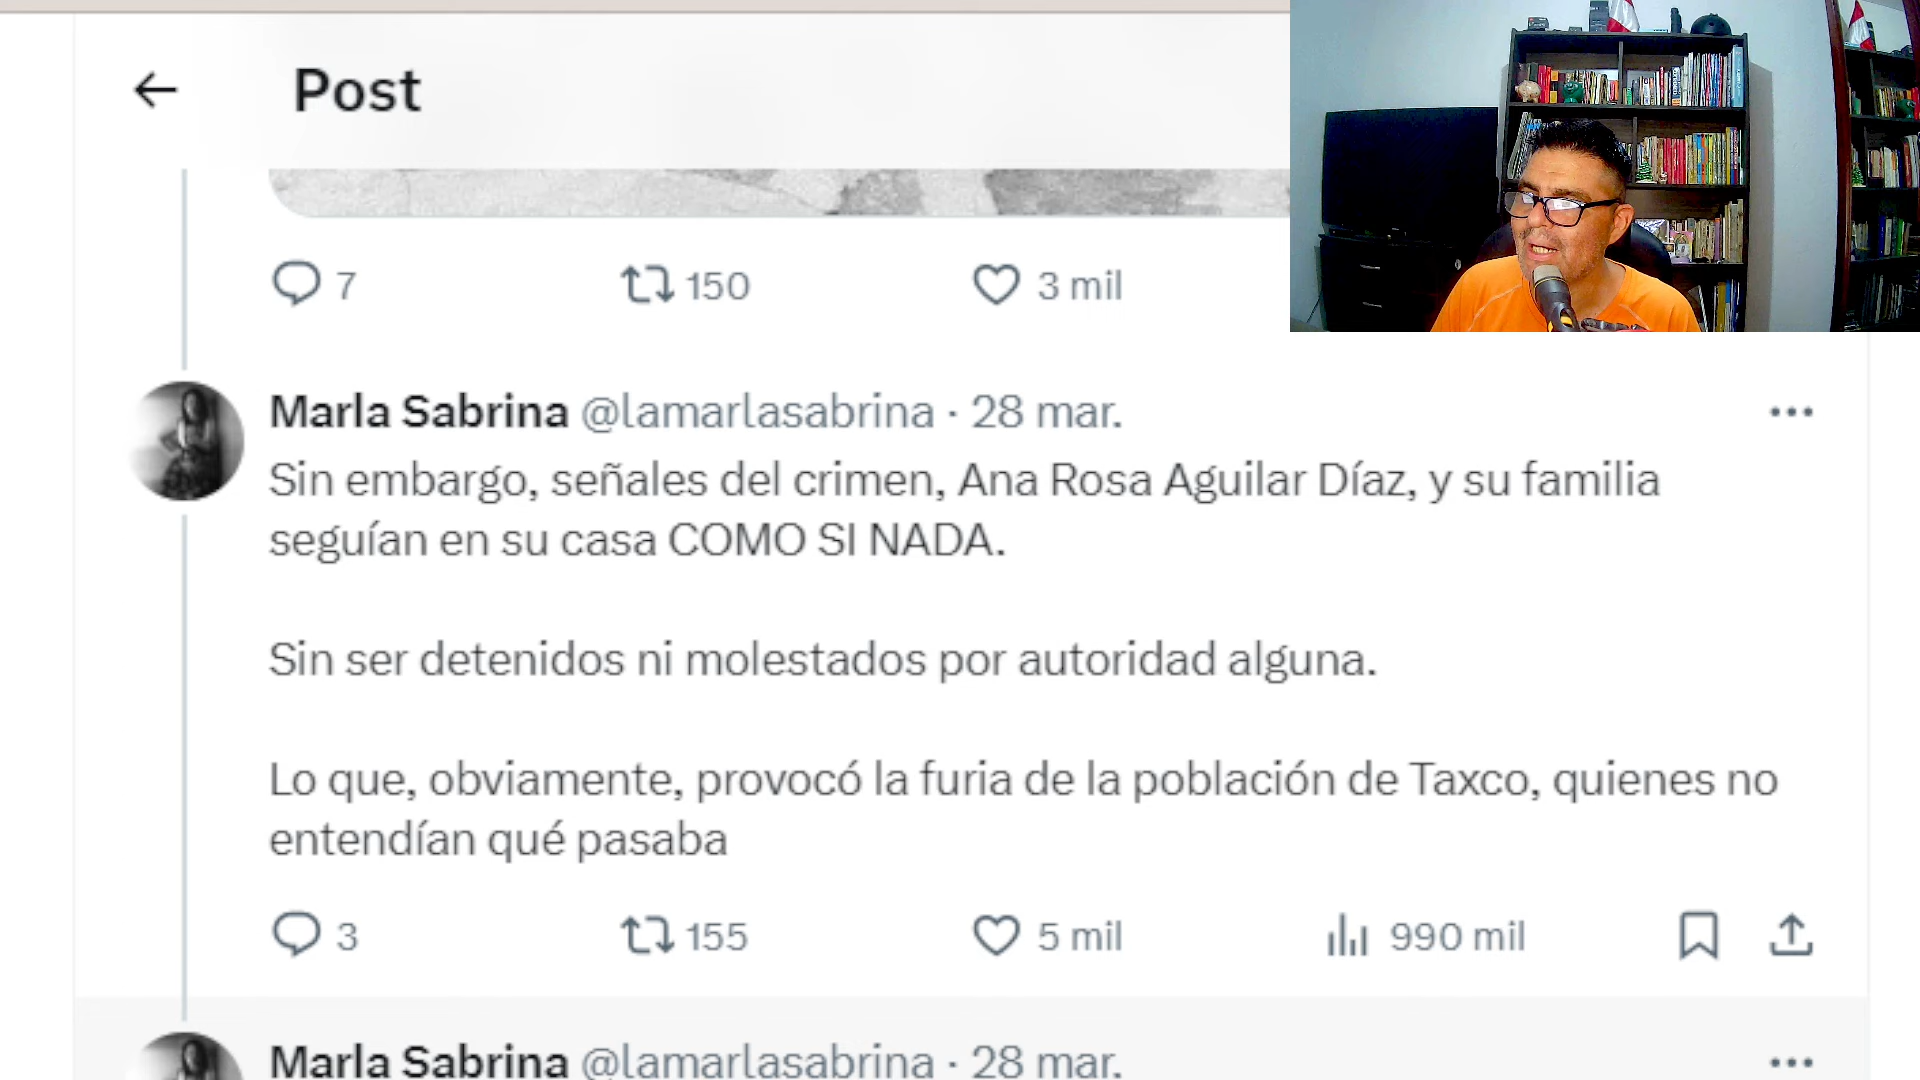 Post
7 150 3 mil
Marla Sabrina @lamarlasabrina · 28 mar.
Sin embargo, señales del crimen, Ana Rosa Aguilar Díaz, y su familia
seguían en su casa COMO SI NADA.
Sin ser detenidos ni molestados por autoridad alguna.
Lo que, obviamente, provocó la furia de la población de Taxco, quienes no
entendían qué pasaba
3 155 5 mil 990 mil
Marla Sabrina @lamarlasabrina · 28 mar.